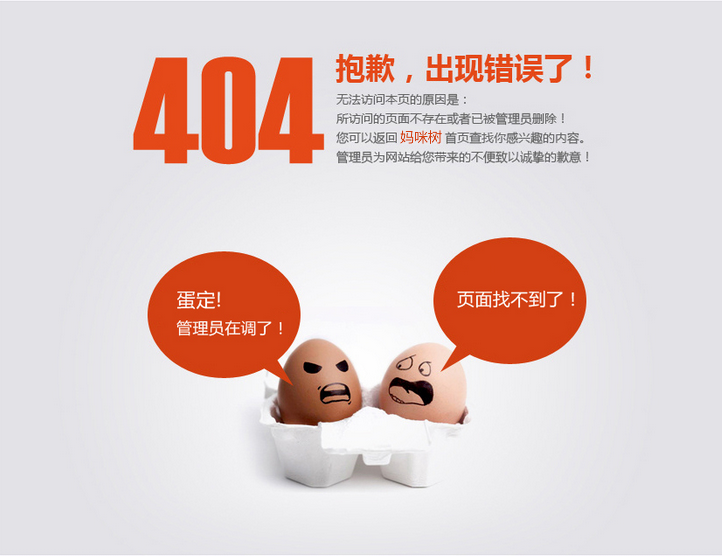 404
抱歉，出现错误了！
无法访问本页的原因是：
所访问的页面不存在或者已被管理员删除！
您可以返回 妈咪树 首页查找你感兴趣的内容。
管理员为网站给您带来的不便致以诚挚的歉意！
蛋定!
管理员在调了！
页面找不到了！